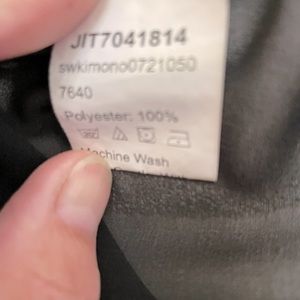 JIT7041814
swkimono0721050
7640
Polyester: 100%
Machine Wash